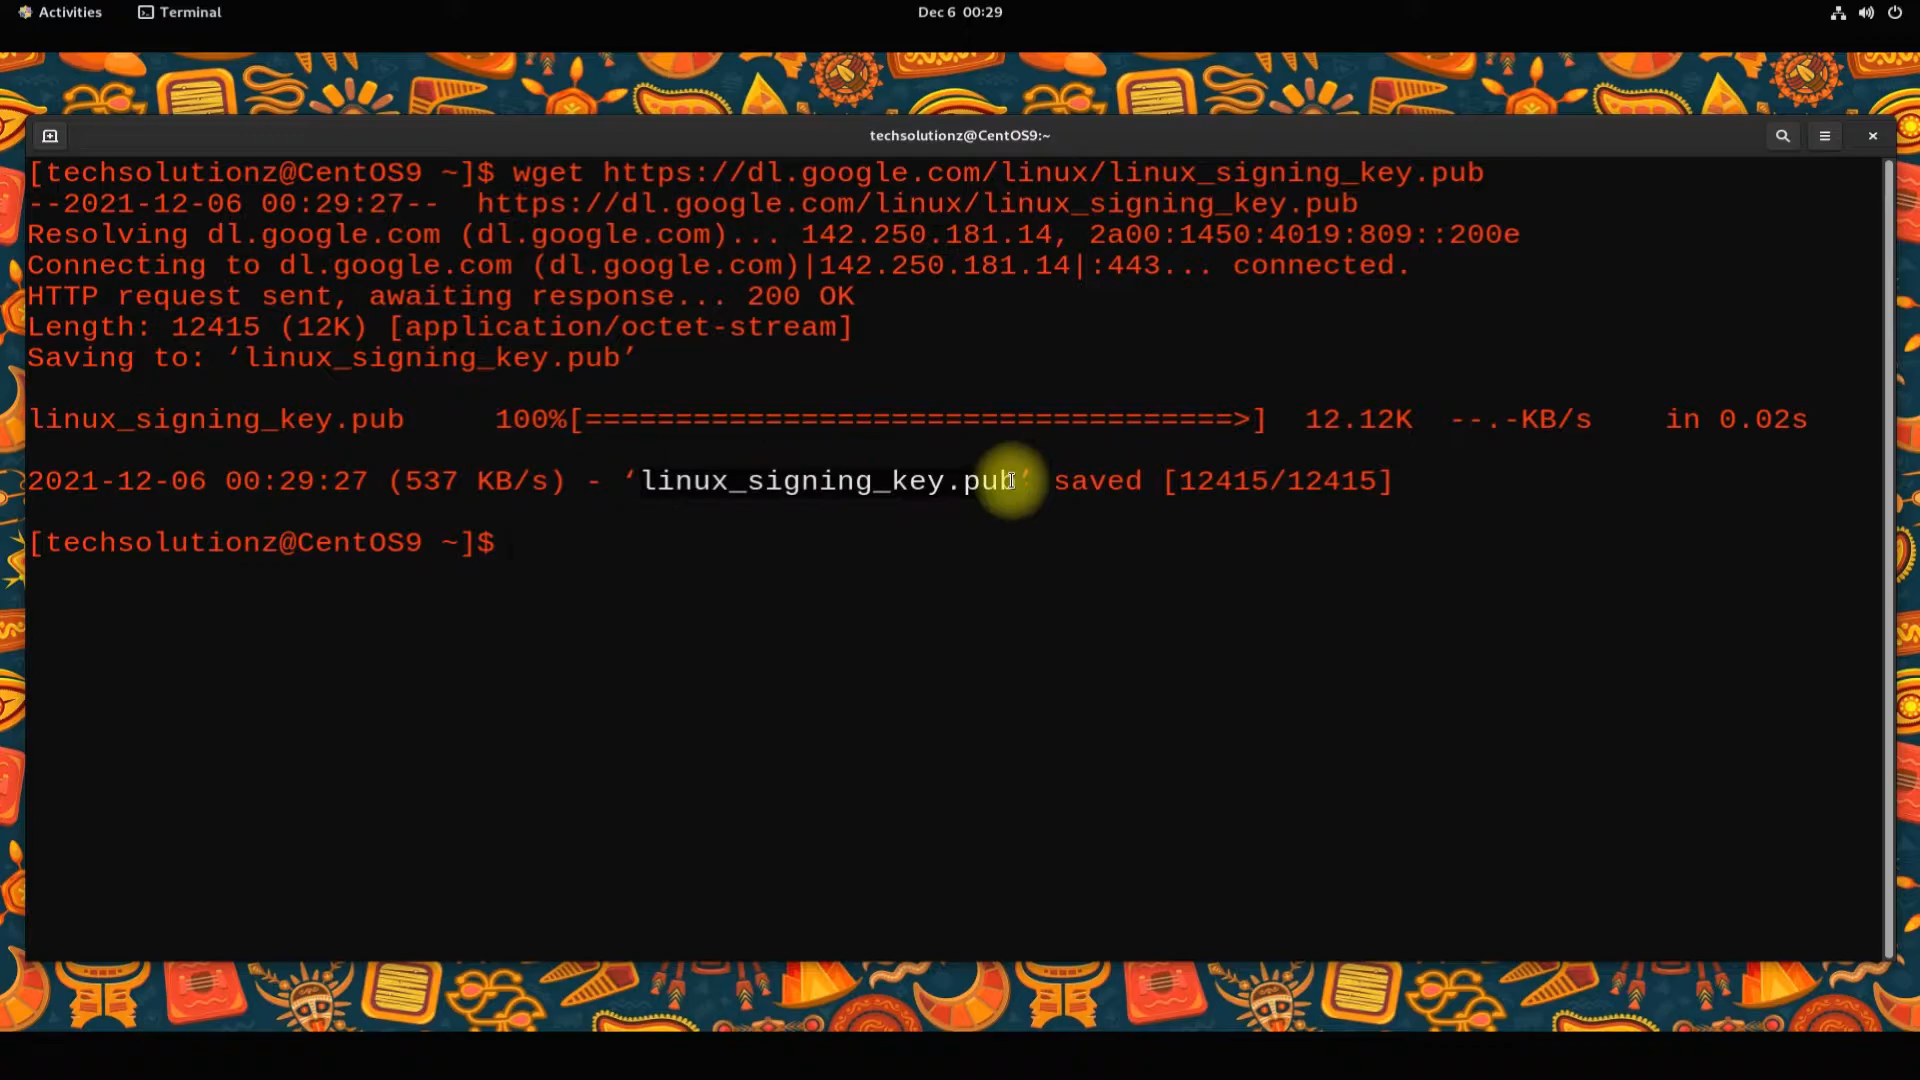 Activities
Terminal
Dec 6 00:29
techsolutionz@CentOS9:~
[techsolutionz@CentOS9 ~]$ wget https://dl.google.com/linux/linux_signing_key.pub
--2021-12-06 00:29:27--  https://dl.google.com/linux/linux_signing_key.pub
Resolving dl.google.com (dl.google.com)... 142.250.181.14, 2a00:1450:4019:809::200e
Connecting to dl.google.com (dl.google.com)|142.250.181.14|:443... connected.
HTTP request sent, awaiting response... 200 OK
Length: 12415 (12K) [application/octet-stream]
Saving to: ‘linux_signing_key.pub’
linux_signing_key.pub     100%[====================================>]  12.12K  --.-KB/s    in 0.02s
2021-12-06 00:29:27 (537 KB/s) - ‘linux_signing_key.pub’ saved [12415/12415]
[techsolutionz@CentOS9 ~]$